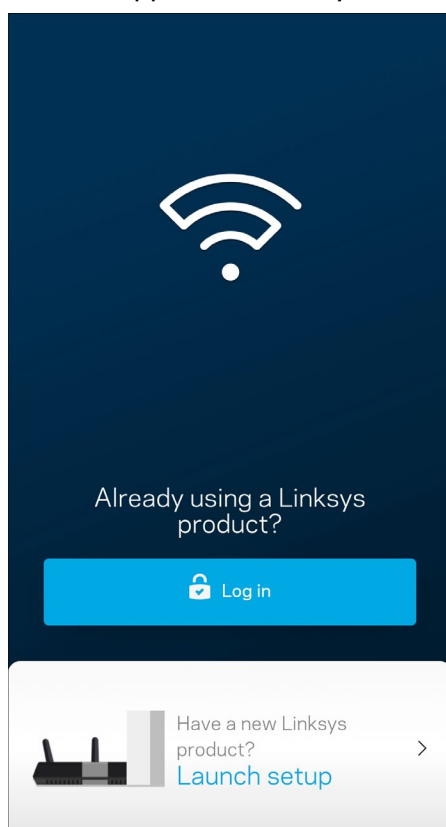 Already using a Linksys
product?
Log in
Have a new Linksys
product?
Launch setup